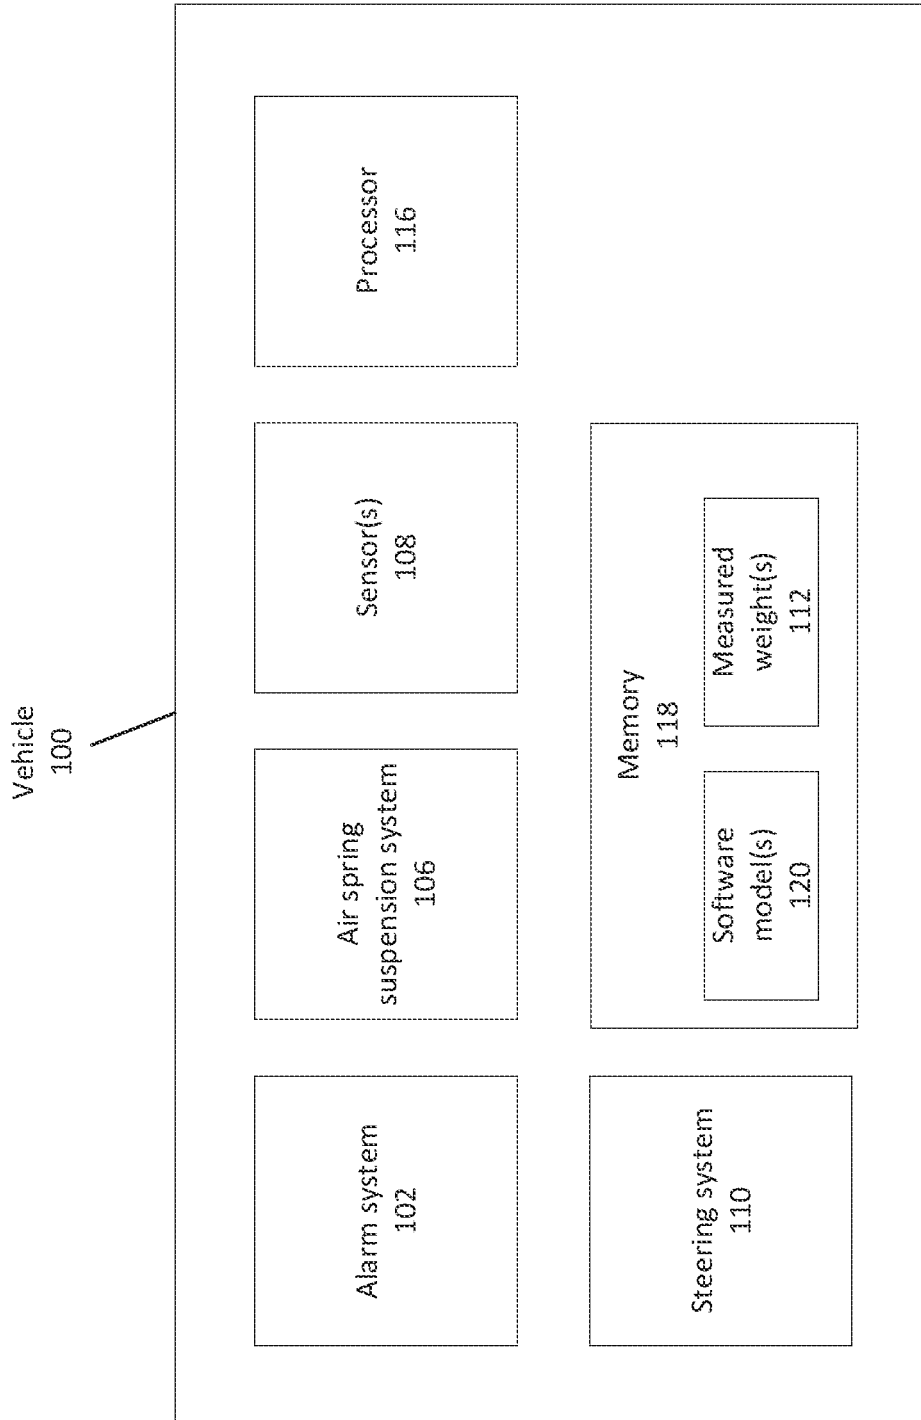 Vehicle
100
Alarm system
102
Air spring
suspension system
106
Sensor(s)
108
Processor
116
Steering system
110
Memory
118
Software
model(s)
120
Measured
weight(s)
112